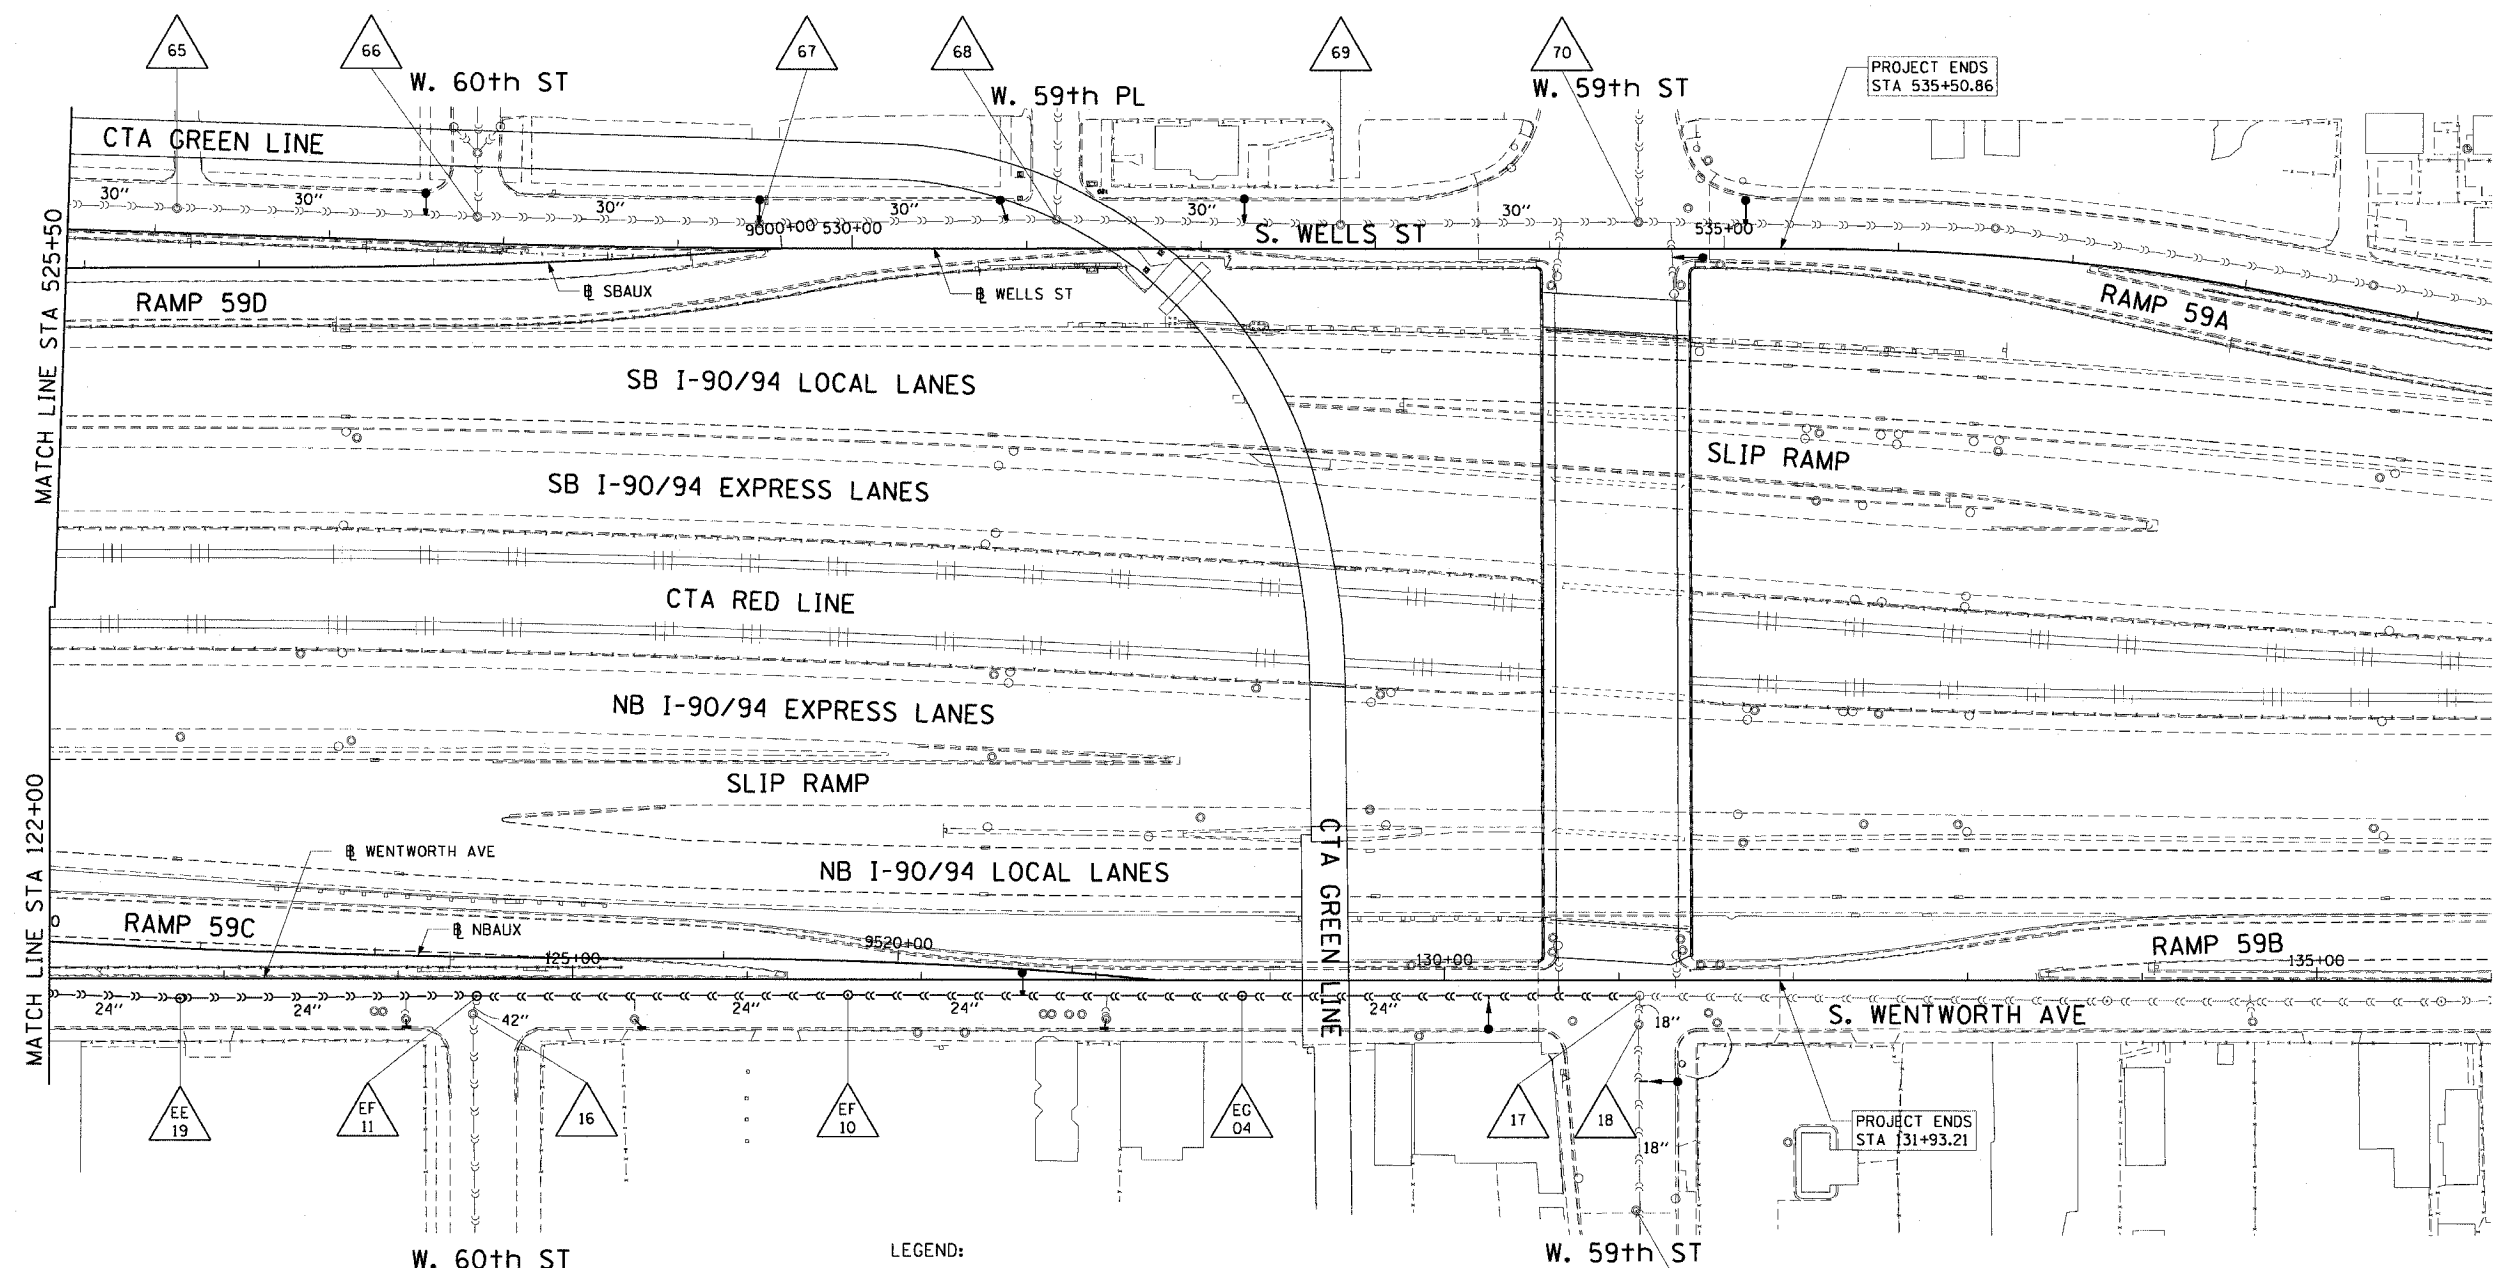 65
66
67
68
69
70
W. 60th ST
W. 59th PL
W. 59th ST
PROJECT ENDS
STA 535+50.86
CTA GREEN LINE
30"
30"
30"
30"
30"
30"
9000+00 530+00
S. WELLS ST
535+00
MATCH LINE STA 525+50
RAMP 59D
℄ SBAUX
℄ WELLS ST
RAMP 59A
SB I-90/94 LOCAL LANES
SLIP RAMP
SB I-90/94 EXPRESS LANES
CTA RED LINE
NB I-90/94 EXPRESS LANES
SLIP RAMP
MATCH LINE STA 122+00
℄ WENTWORTH AVE
NB I-90/94 LOCAL LANES
CTA GREEN LINE
0
RAMP 59C
℄ NBAUX
9520+00
125+00
130+00
RAMP 59B
135+00
24"
24"
42"
24"
24"
24"
18"
S. WENTWORTH AVE
EE
19
EF
11
16
EF
10
EG
04
17
18
18"
PROJECT ENDS
STA 131+93.21
W. 60th ST
LEGEND:
W. 59th ST